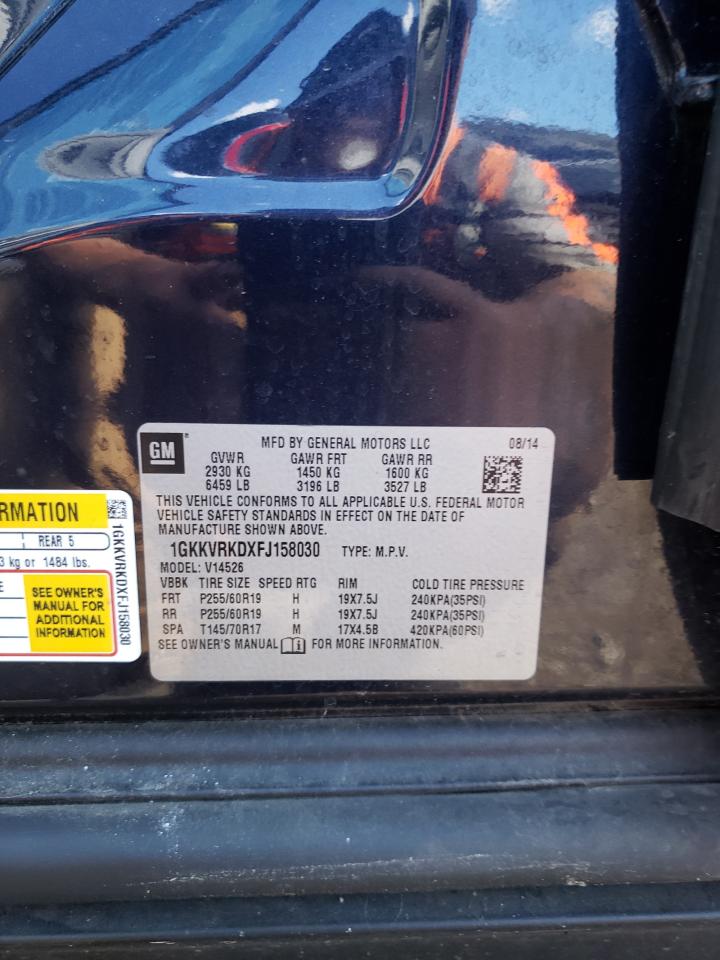 GM
MFD BY GENERAL MOTORS LLC 08/14
GVWR GAWR FRT GAWR RR
2930 KG 1450 KG 1600 KG
6459 LB 3196 LB 3527 LB
THIS VEHICLE CONFORMS TO ALL APPLICABLE U.S. FEDERAL MOTOR
VEHICLE SAFETY STANDARDS IN EFFECT ON THE DATE OF
MANUFACTURE SHOWN ABOVE.
1GKKVRKDXFJ158030 TYPE: M.P.V.
MODEL: V14526
VBBK TIRE SIZE SPEED RTG RIM COLD TIRE PRESSURE
FRT P255/60R19 H 19X7.5J 240KPA(35PSI)
RR P255/60R19 H 19X7.5J 240KPA(35PSI)
SPA T145/70R17 M 17X4.5B 420KPA(60PSI)
SEE OWNER'S MANUAL FOR MORE INFORMATION.
RMATION
REAR 5
3 kg or 1484 lbs.
E
SEE OWNER'S
MANUAL FOR
ADDITIONAL
INFORMATION
1GKKVRKDXFJ158030